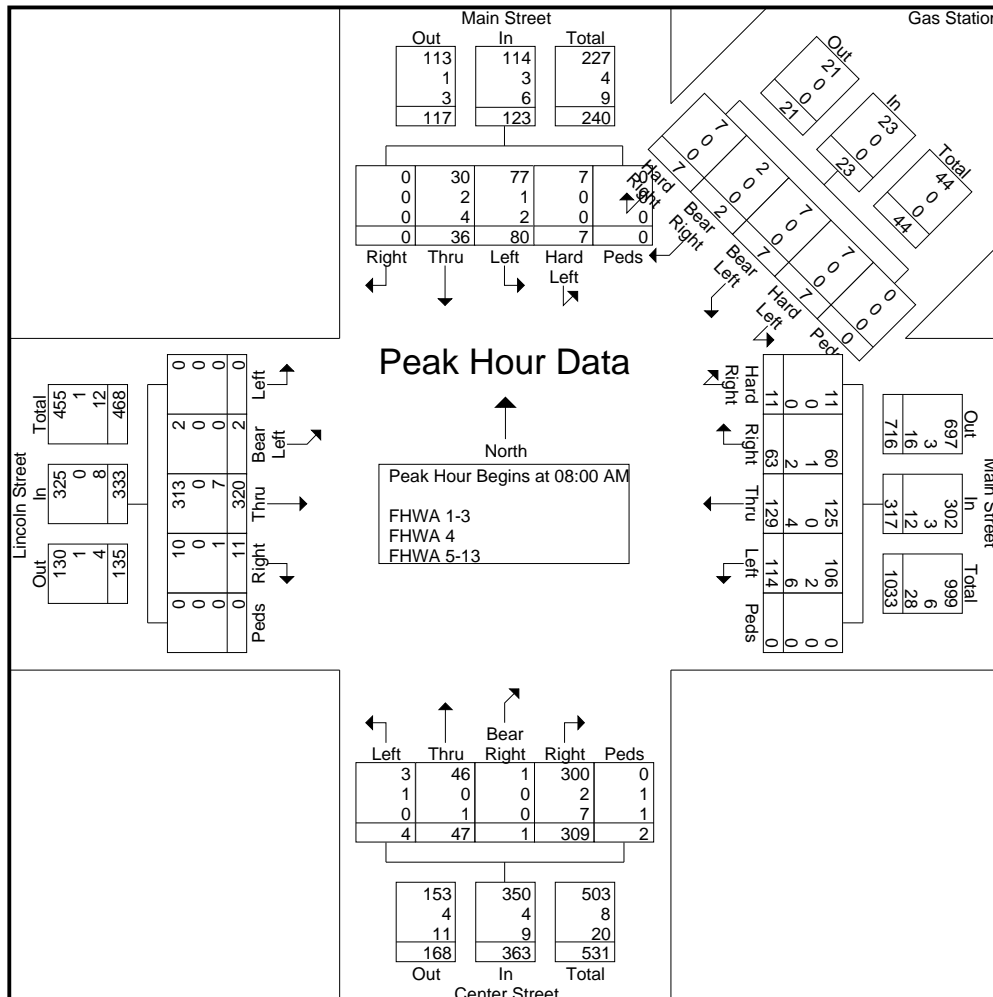 Main Street
Out In Total
113 114 227
1 3 4
3 6 9
117 123 240
0 30 77 7 0
0 2 1 0 0
0 4 2 0 0
0 36 80 7 0
Right Thru Left Hard Left Peds
Gas Station
Out In Total
21 23 44
0 0 0
0 0 0
21 23 44
7 2 7 7 0
0 0 0 0 0
0 0 0 0 0
7 2 7 7 0
Hard Right Bear Right Bear Left Hard Left Peds
Peak Hour Data
North
Peak Hour Begins at 08:00 AM
FHWA 1-3
FHWA 4
FHWA 5-13
Lincoln Street
Out In Total
130 325 455
1 0 1
4 8 12
135 333 468
0 2 313 10 0
0 0 0 0 0
0 0 7 1 0
0 2 320 11 0
Left Bear Left Thru Right Peds
Main Street
Out In Total
697 302 999
3 3 6
16 12 28
716 317 1033
11 60 125 106 0
0 1 0 2 0
0 2 4 6 0
11 63 129 114 0
Hard Right Right Thru Left Peds
Left Thru Bear Right Right Peds
3 46 1 300 0
1 0 0 2 1
0 1 0 7 1
4 47 1 309 2
153 350 503
4 4 8
11 9 20
168 363 531
Out In Total
Center Street